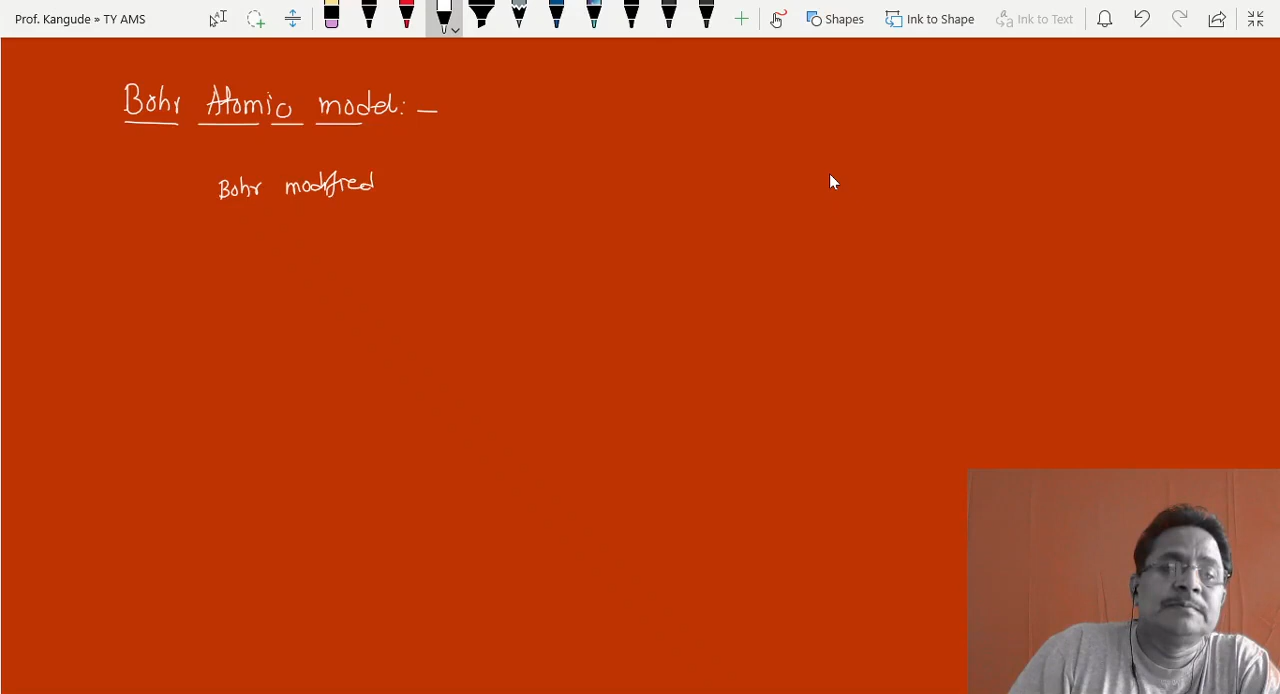 Prof. Kangude » TY AMS
Shapes
Ink to Shape
Ink to Text
Bohr Atomic model: —
Bohr modified